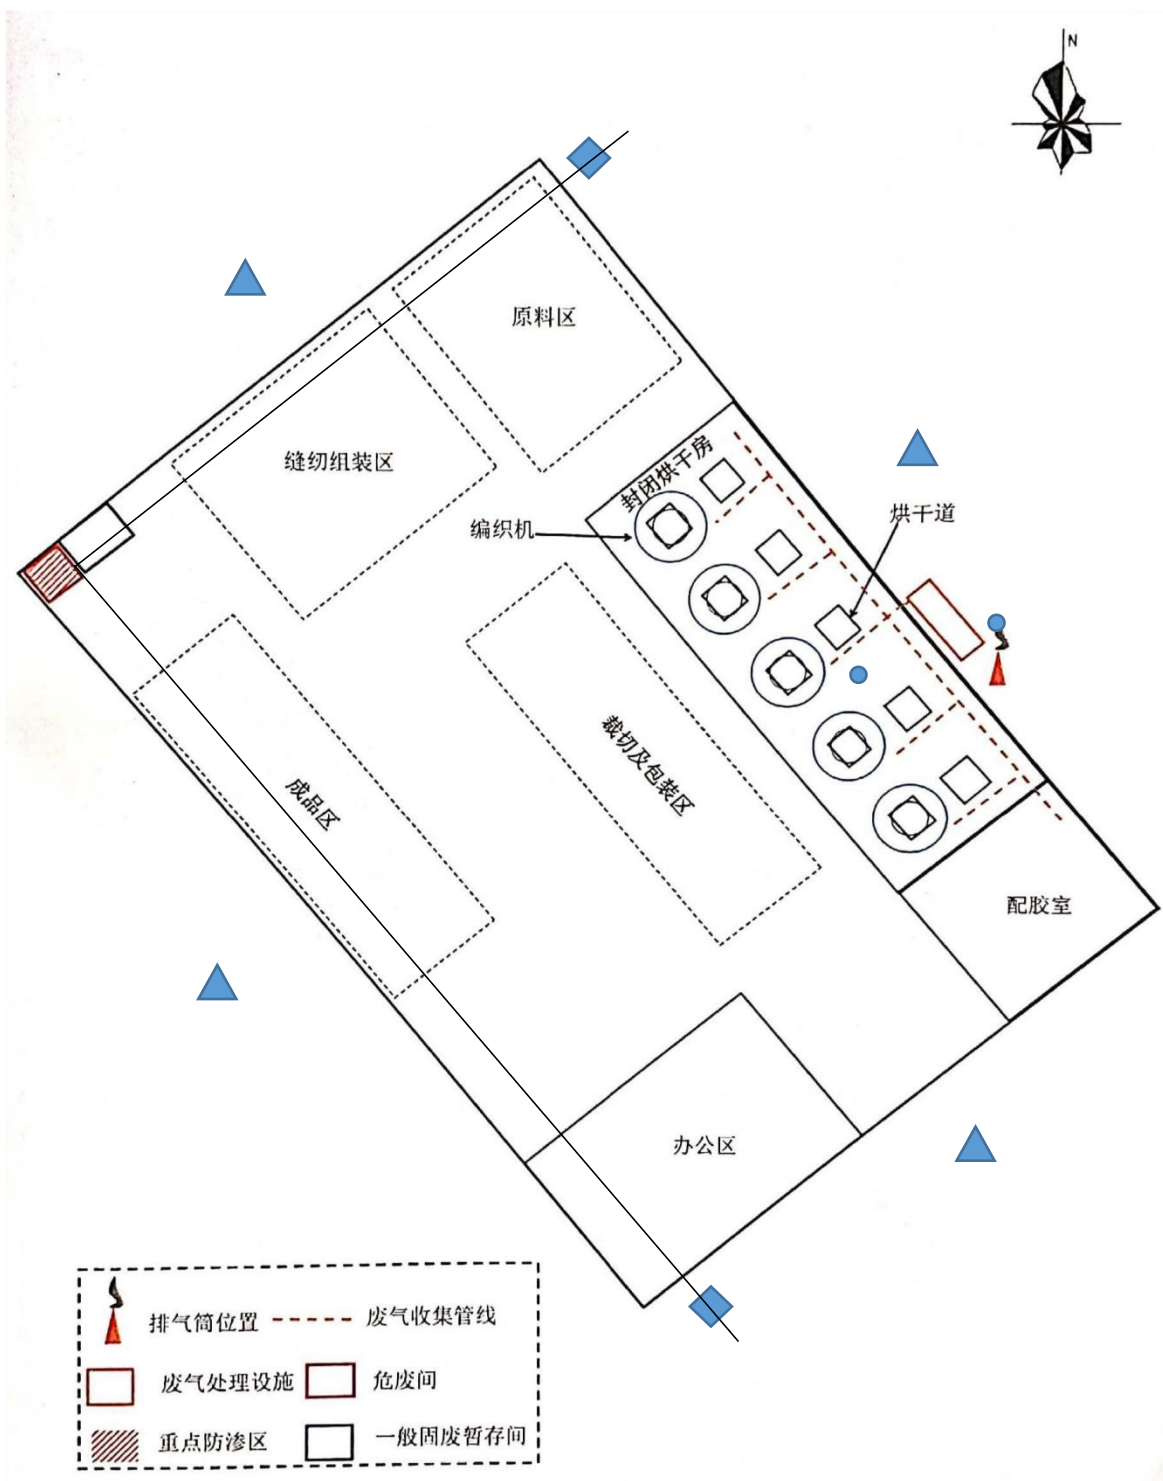 N
原料区
缝纫组装区
封闭烘干房
编织机
烘干道
裁切及包装区
成品区
配胶室
办公区
排气筒位置
废气收集管线
废气处理设施
危废间
重点防渗区
一般固废暂存间